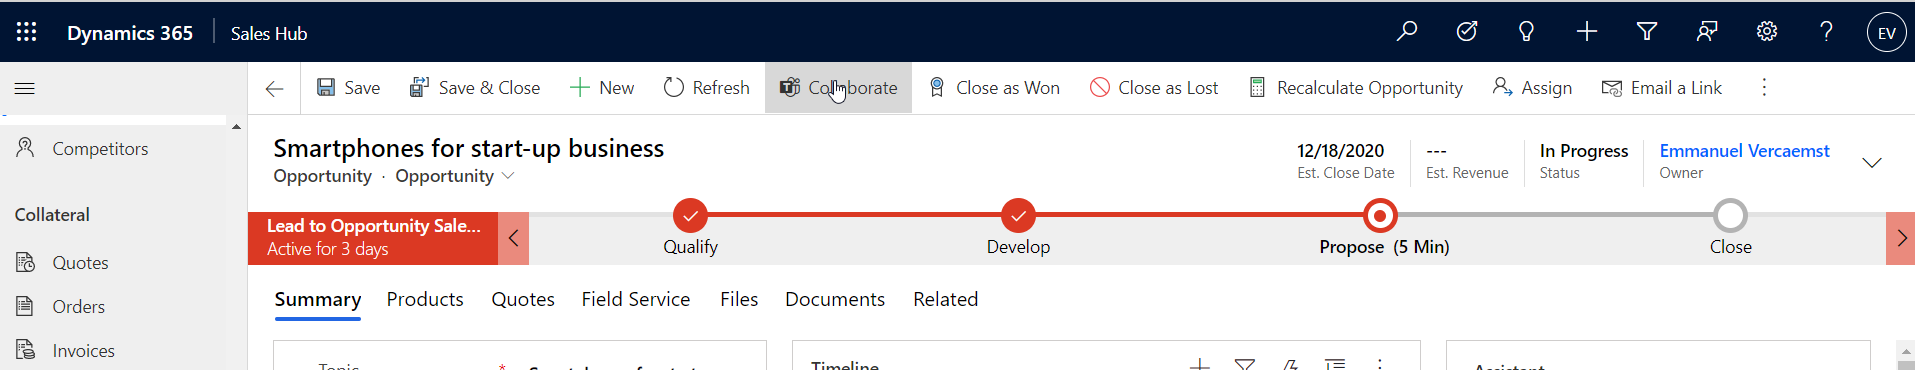 Dynamics 365 Sales Hub EV
Save Save & Close New Refresh Collaborate Close as Won Close as Lost Recalculate Opportunity Assign Email a Link
Competitors
Collateral
Quotes
Orders
Invoices
Smartphones for start-up business
Opportunity · Opportunity
12/18/2020
Est. Close Date
---
Est. Revenue
In Progress
Status
Emmanuel Vercaemst
Owner
Lead to Opportunity Sale...
Active for 3 days
Qualify Develop Propose (5 Min) Close
Summary Products Quotes Field Service Files Documents Related
Topic * Timeline Assistant